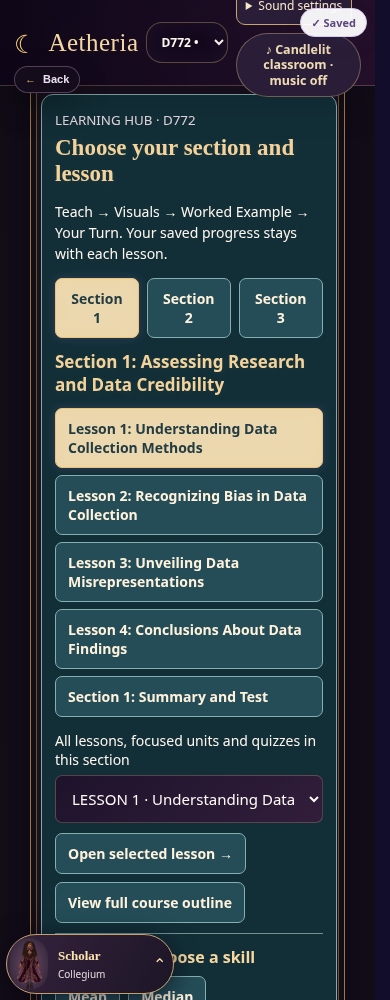 ▶ Sound settings
✓ Saved
☾ Aetheria
D772 •
♪ Candlelit
classroom ·
music off
← Back
LEARNING HUB · D772
Choose your section and
lesson
Teach → Visuals → Worked Example →
Your Turn. Your saved progress stays
with each lesson.
Section
1
Section
2
Section
3
Section 1: Assessing Research
and Data Credibility
Lesson 1: Understanding Data
Collection Methods
Lesson 2: Recognizing Bias in Data
Collection
Lesson 3: Unveiling Data
Misrepresentations
Lesson 4: Conclusions About Data
Findings
Section 1: Summary and Test
All lessons, focused units and quizzes in
this section
LESSON 1 · Understanding Data
Open selected lesson →
View full course outline
Scholar
Collegium
oose a skill
Mean
Median